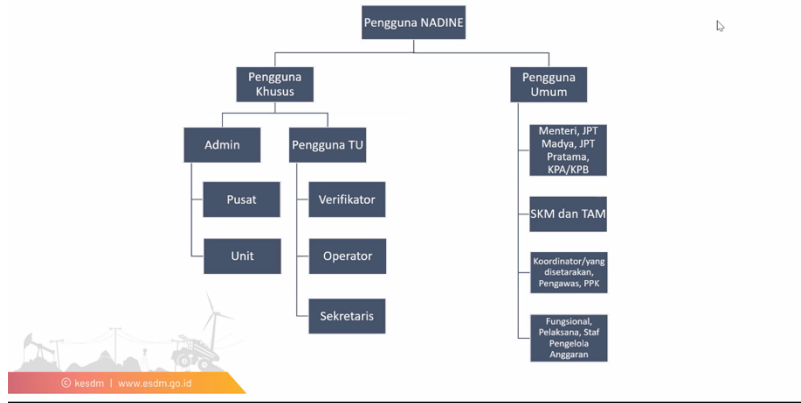 Pengguna NADINE
Pengguna
Khusus
Pengguna
Umum
Admin
Pengguna TU
Menteri, JPT
Madya, JPT
Pratama,
KPA/KPB
Pusat
Verifikator
SKM dan TAM
Unit
Operator
Koordinator/yang
disetarakan,
Pengawas, PPK
Sekretaris
Fungsional,
Pelaksana, Staf
Pengelola
Anggaran
© kesdm | www.esdm.go.id